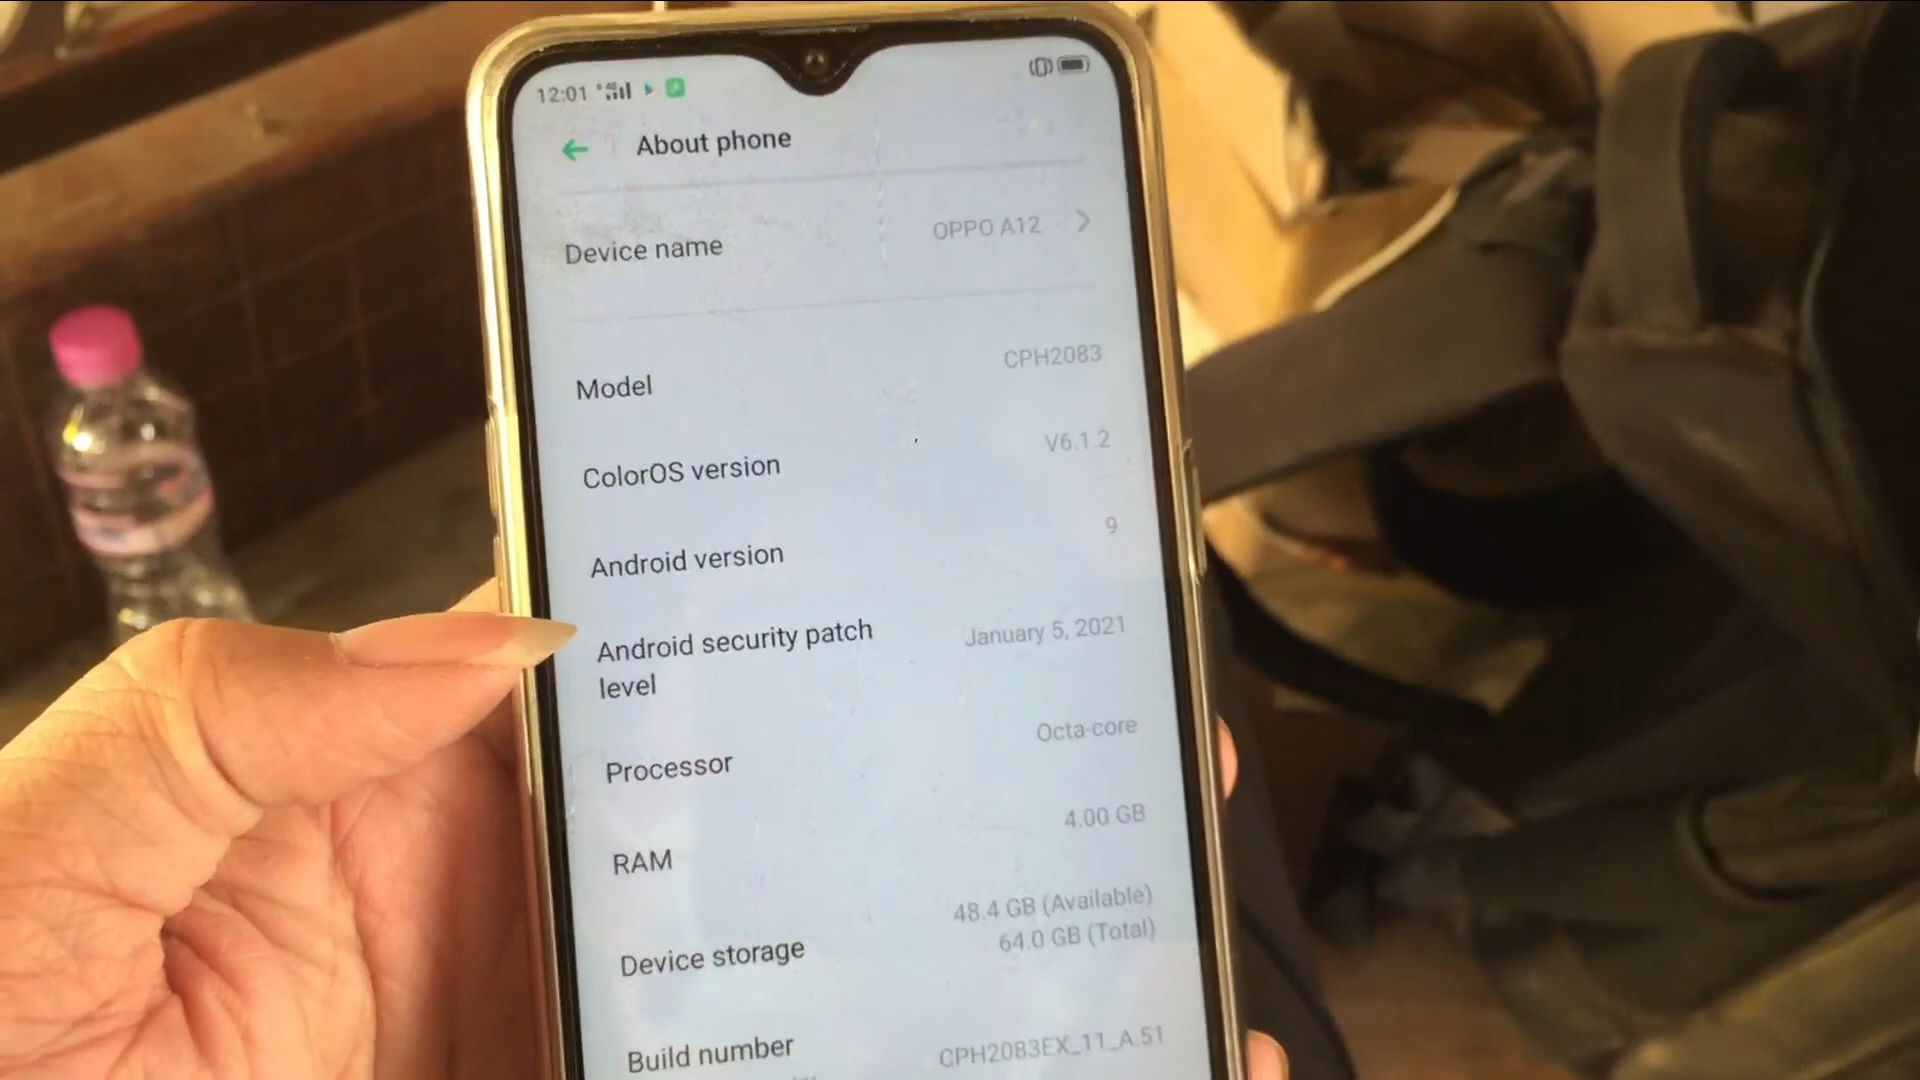 12:01
About phone
Device name
OPPO A12
Model
CPH2083
ColorOS version
V6.1.2
Android version
9
Android security patch
level
January 5, 2021
Processor
Octa-core
RAM
4.00 GB
Device storage
48.4 GB (Available)
64.0 GB (Total)
Build number
CPH2083EX_11_A.51